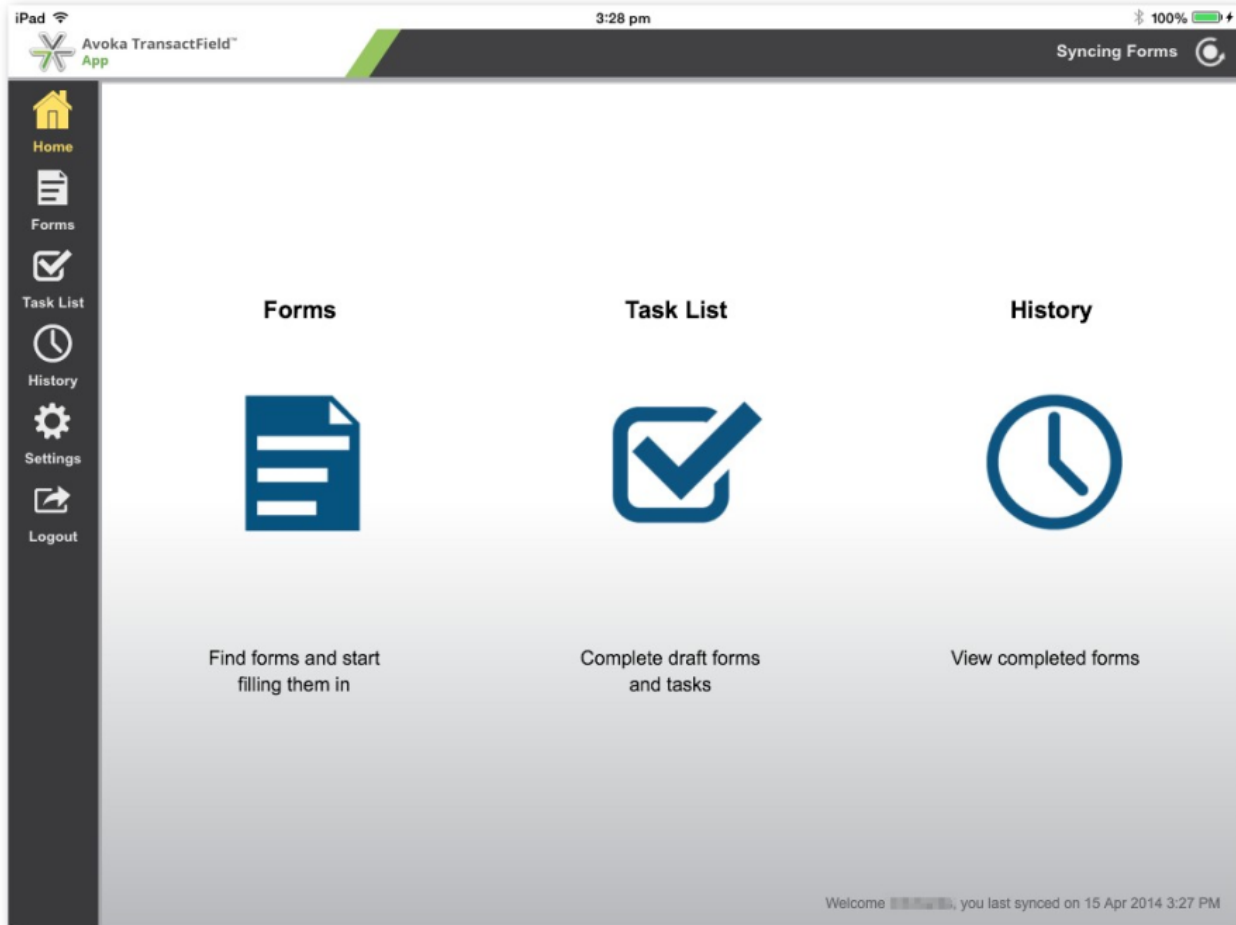 iPad 3:28 pm 100%
Avoka TransactField™
App
Syncing Forms
Home
Forms
Task List
History
Settings
Logout
Forms Task List History
Find forms and start
filling them in
Complete draft forms
and tasks
View completed forms
Welcome , you last synced on 15 Apr 2014 3:27 PM